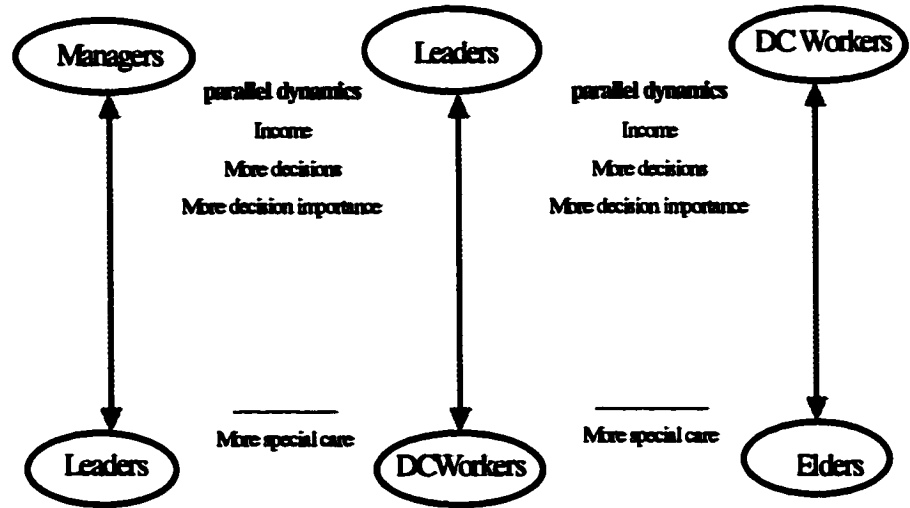 Managers
Leaders
DC Workers
parallel dynamics
parallel dynamics
Income
Income
More decisions
More decisions
More decision importance
More decision importance
More special care
More special care
Leaders
DCWorkers
Elders